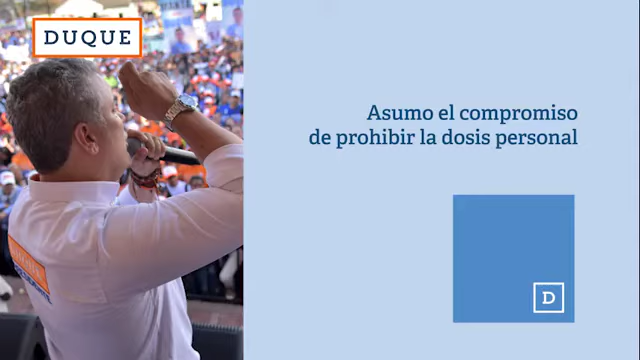 DUQUE
Asumo el compromiso
de prohibir la dosis personal
D